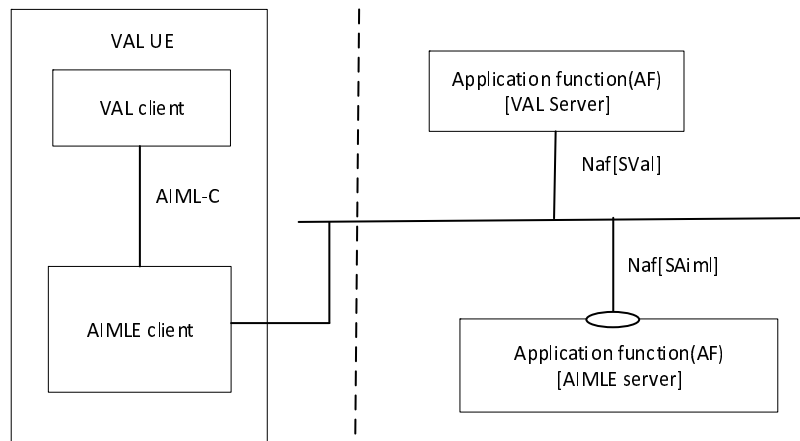 VAL UE
VAL client
AIML-C
AIMLE client
Application function(AF)
[VAL Server]
Naf[SVal]
Naf[SAiml]
Application function(AF)
[AIMLE server]